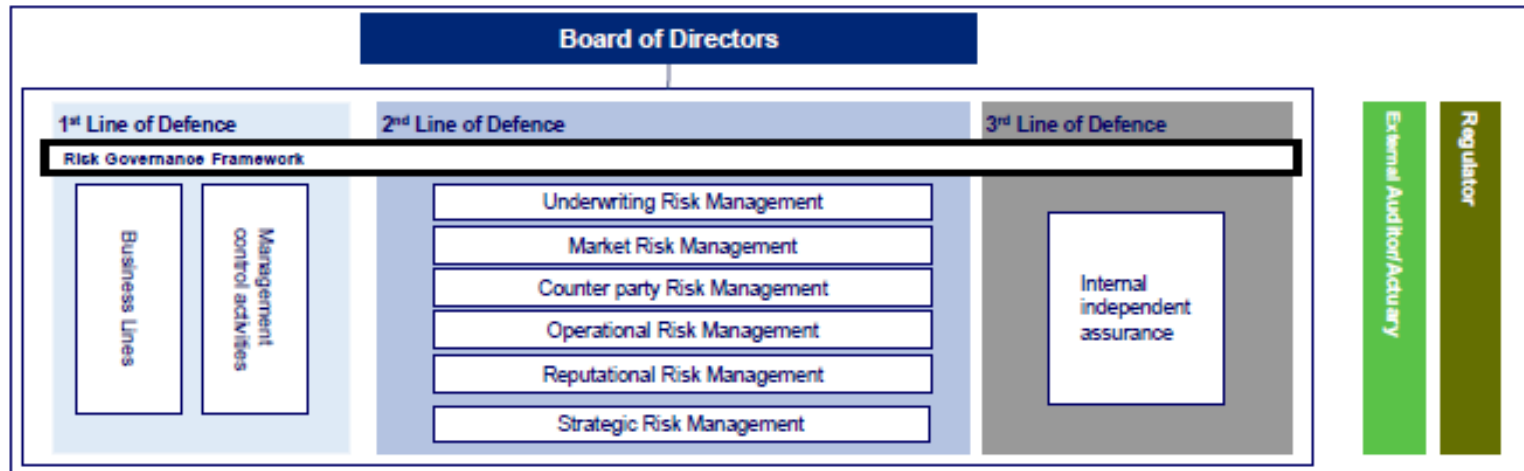 Board of Directors
1st Line of Defence
2nd Line of Defence
3rd Line of Defence
Risk Governance Framework
Business Lines
Management
control activities
Underwriting Risk Management
Market Risk Management
Counter party Risk Management
Operational Risk Management
Reputational Risk Management
Strategic Risk Management
Internal
independent
assurance
External Auditor/Actuary
Regulator